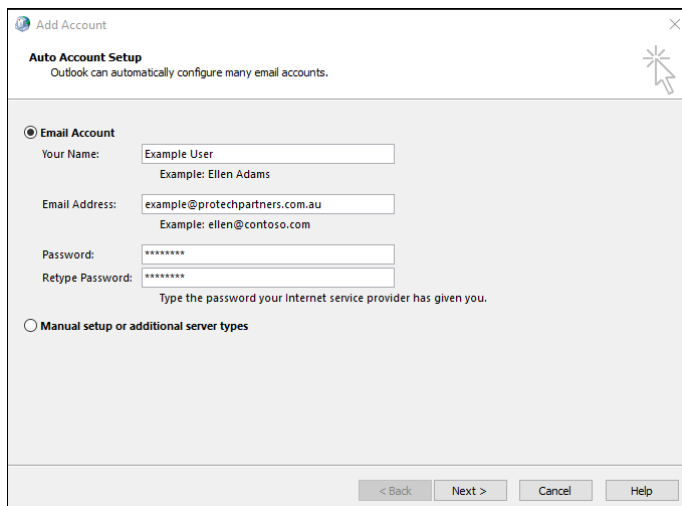 Add Account
Auto Account Setup
Outlook can automatically configure many email accounts.
Email Account
Your Name: Example User
Example: Ellen Adams
Email Address: example@protechpartners.com.au
Example: ellen@contoso.com
Password: ********
Retype Password: ********
Type the password your Internet service provider has given you.
Manual setup or additional server types
< Back Next > Cancel Help